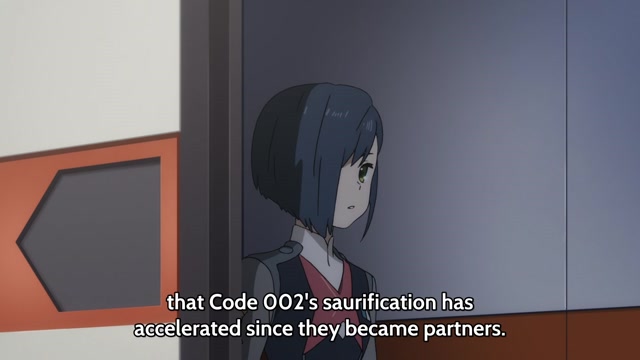 that Code 002's saurification has
accelerated since they became partners.